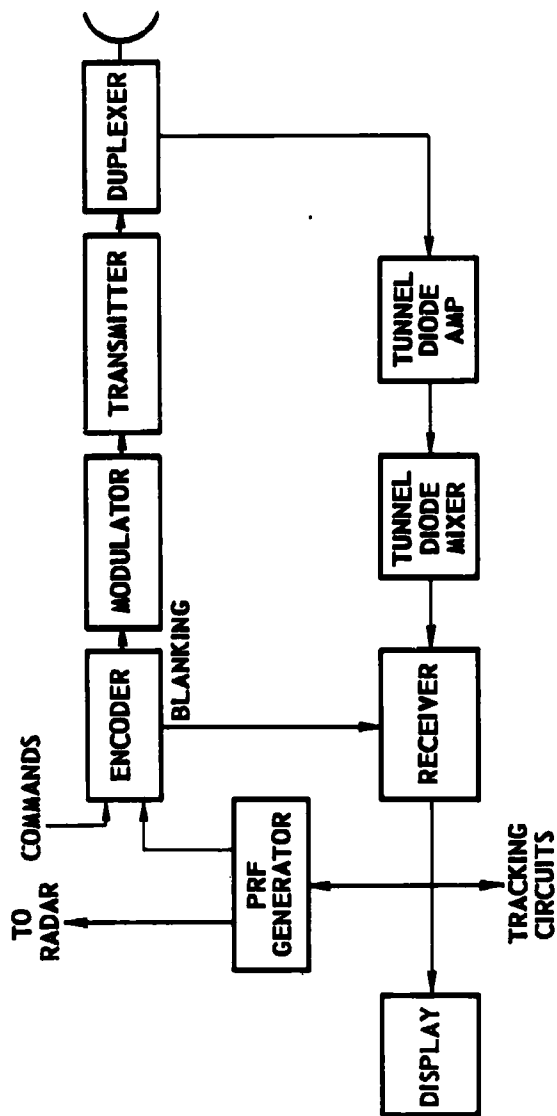 COMMANDS
TO
RADAR
ENCODER
MODULATOR
TRANSMITTER
DUPLEXER
BLANKING
PRF
GENERATOR
TUNNEL
DIODE
AMP
TUNNEL
DIODE
MIXER
RECEIVER
TRACKING
CIRCUITS
DISPLAY